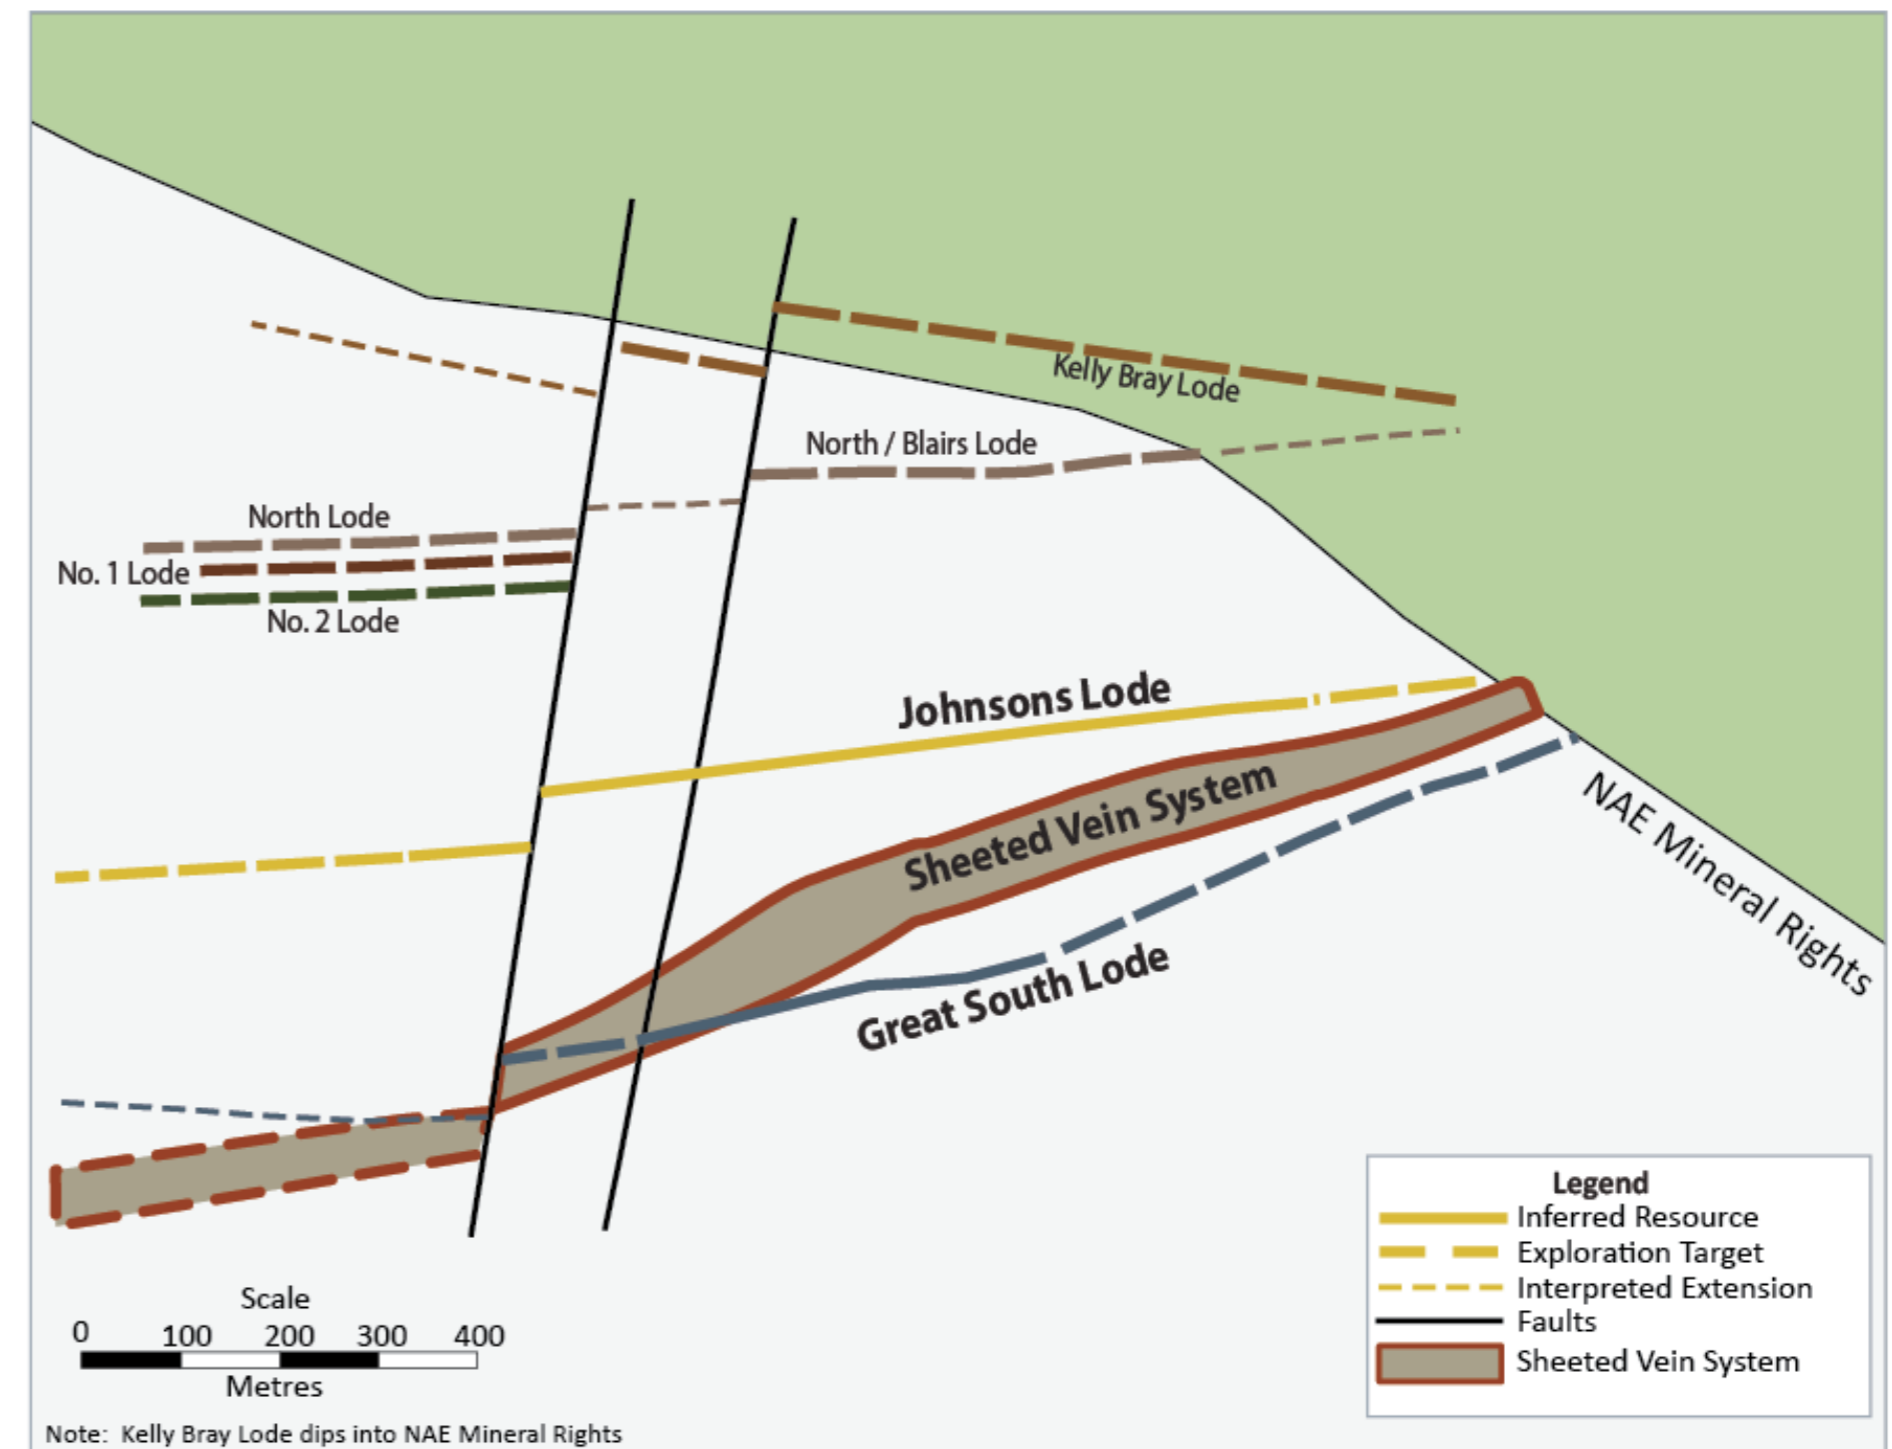 Kelly Bray Lode
North / Blairs Lode
North Lode
No. 1 Lode
No. 2 Lode
Johnsons Lode
Sheeted Vein System
NAE Mineral Rights
Great South Lode
Legend
Inferred Resource
Exploration Target
Interpreted Extension
Faults
Sheeted Vein System
Scale
0 100 200 300 400
Metres
Note: Kelly Bray Lode dips into NAE Mineral Rights